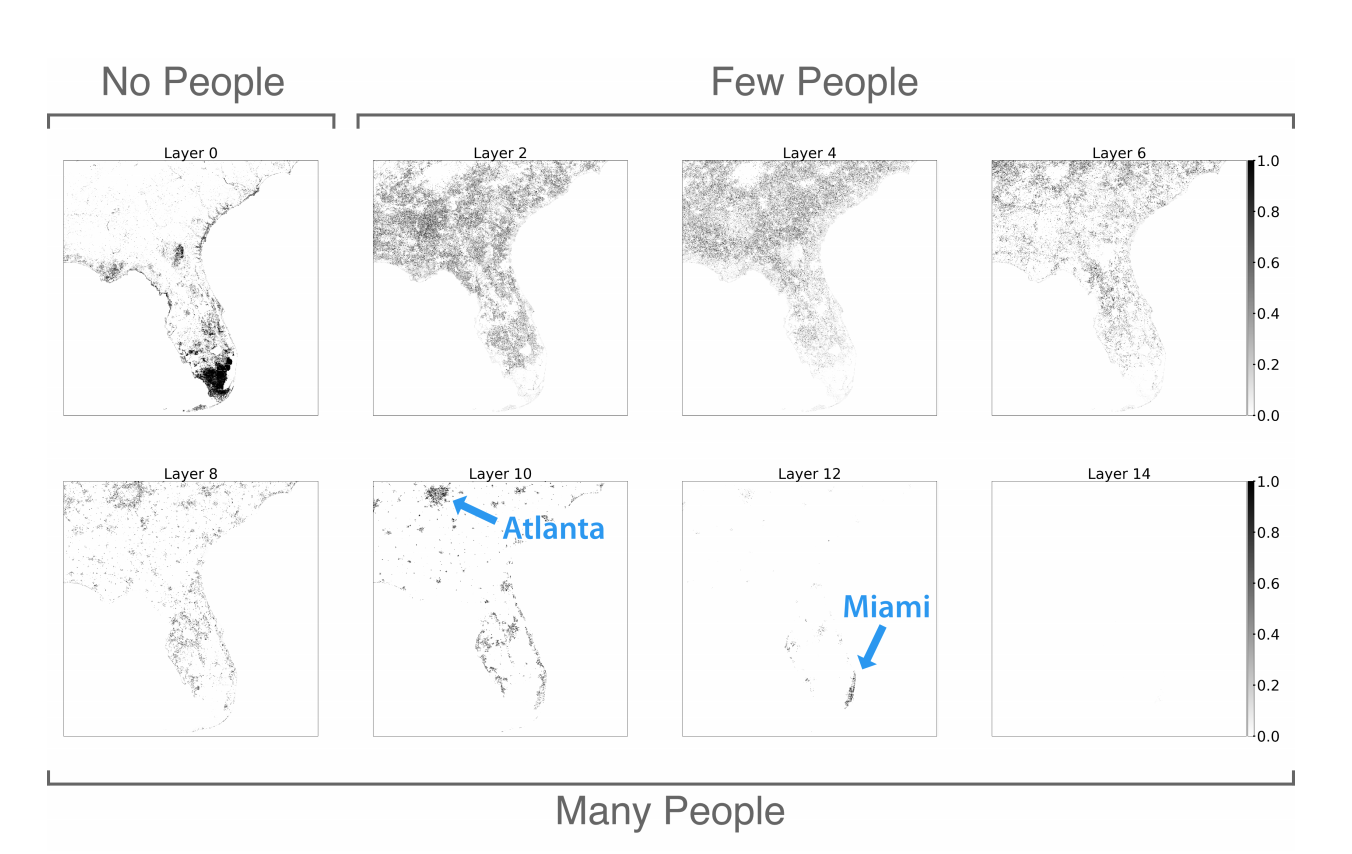 No People
Few People
Layer 0
Layer 2
Layer 4
Layer 6
1.0
0.8
0.6
0.4
0.2
0.0
Layer 8
Layer 10
Layer 12
Layer 14
Atlanta
Miami
1.0
0.8
0.6
0.4
0.2
0.0
Many People